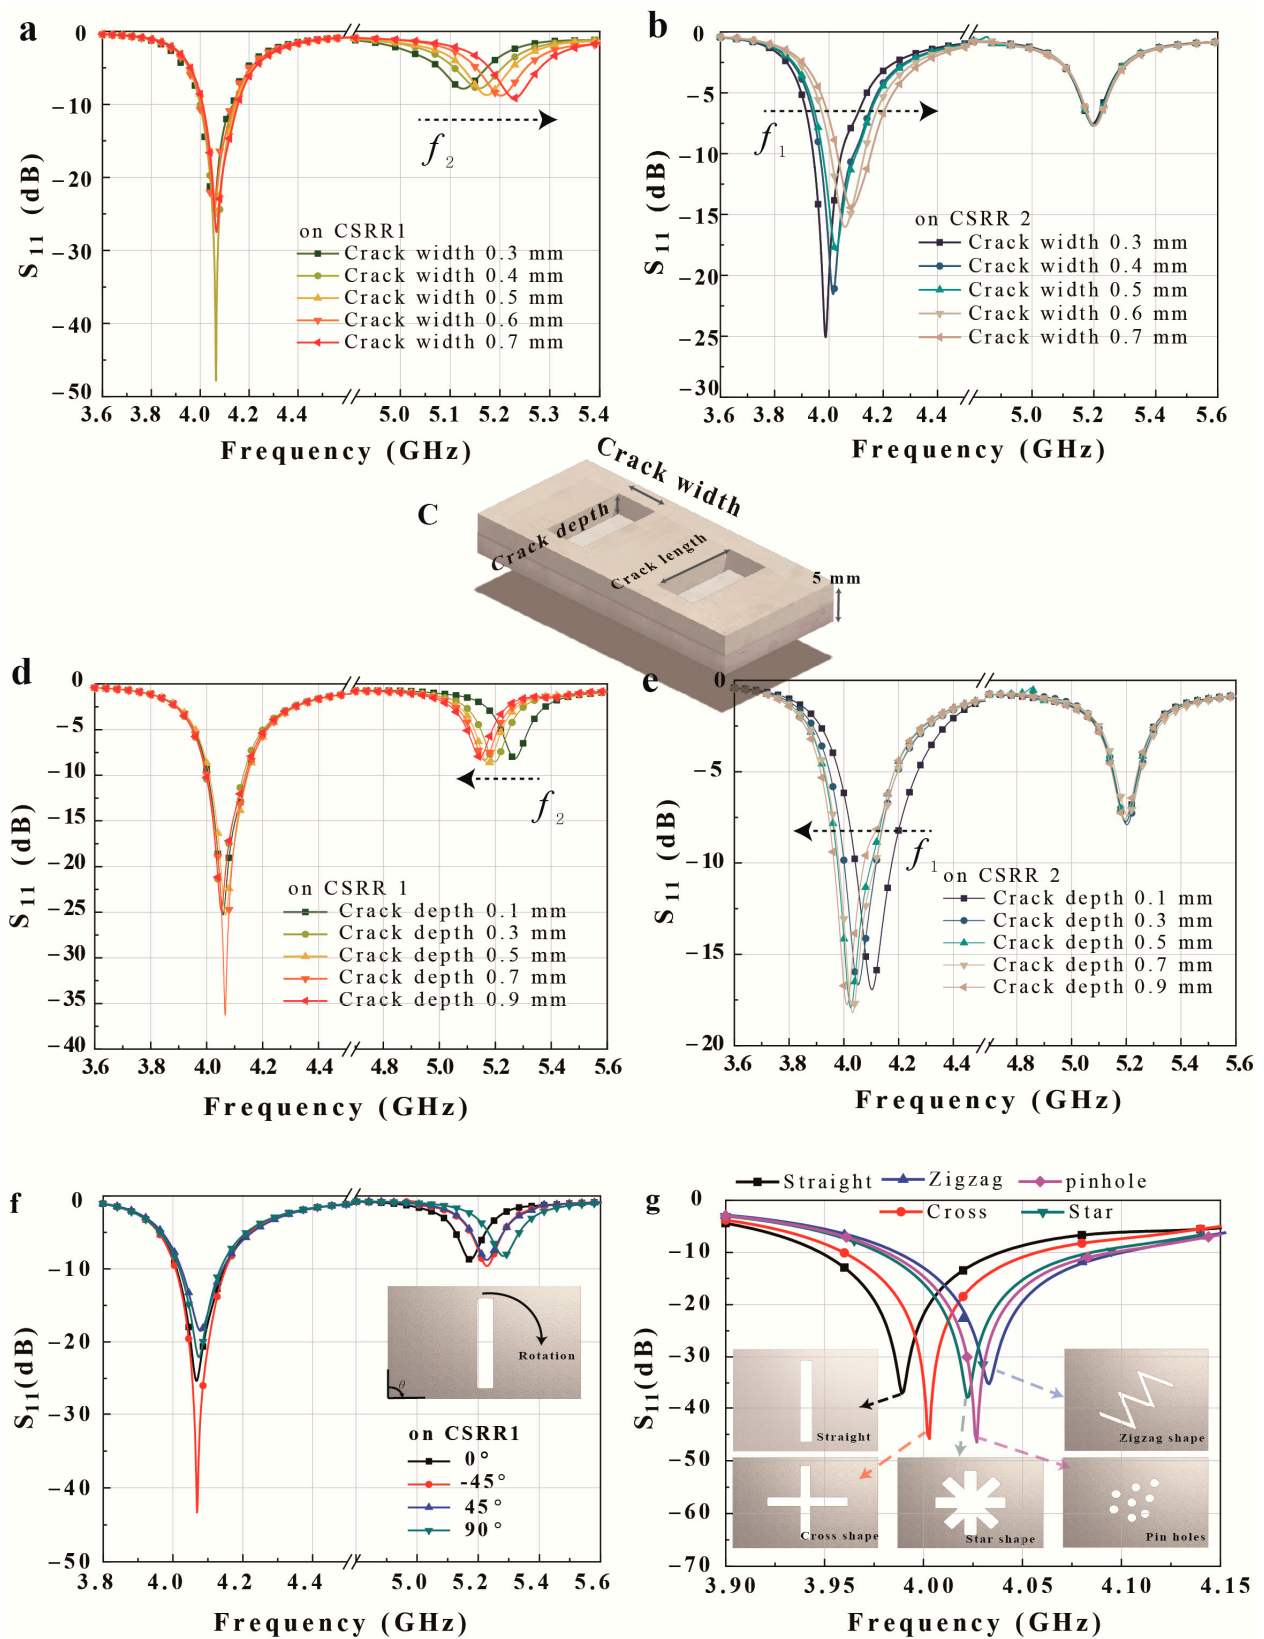 a
0
−10
−20
−30
−40
−50
S11 (dB)
f2
on CSRR1
Crack width 0.3 mm
Crack width 0.4 mm
Crack width 0.5 mm
Crack width 0.6 mm
Crack width 0.7 mm
3.6 4.0 4.2 4.4 5.0 5.1 5.2 5.3 5.4
Frequency (GHz)
b
0
−5
−10
−15
−20
−25
−30
S11 (dB)
f1
on CSRR 2
Crack width 0.3 mm
Crack width 0.4 mm
Crack width 0.5 mm
Crack width 0.6 mm
Crack width 0.7 mm
3.6 3.8 4.0 4.2 4.4 5.0 5.2 5.4 5.6
Frequency (GHz)
C
Crack width
Crack depth
Crack length
5 mm
d
0
−5
−10
−15
−20
−25
−30
−35
−40
S11 (dB)
f2
on CSRR 1
Crack depth 0.1 mm
Crack depth 0.3 mm
Crack depth 0.5 mm
Crack depth 0.7 mm
Crack depth 0.9 mm
3.6 4.0 4.2 4.4 5.0 5.2 5.4 5.6
Frequency (GHz)
e
0
−5
−10
−15
−20
S11 (dB)
f1
on CSRR 2
Crack depth 0.1 mm
Crack depth 0.3 mm
Crack depth 0.5 mm
Crack depth 0.7 mm
Crack depth 0.9 mm
3.6 3.8 4.0 4.2 4.4 4.8 5.0 5.2 5.4 5.6
Frequency (GHz)
f
0
−10
−20
−30
−40
−50
S11(dB)
Rotation
θ
on CSRR1
0°
-45°
45°
90°
3.8 4.0 4.2 5.0 5.2 5.4 5.6
Frequency (GHz)
g
Straight Zigzag pinhole
Cross Star
0
−10
−20
−30
−40
−50
−60
−70
S11(dB)
Straight
Zigzag shape
Cross shape
Star shape
Pin holes
3.90 3.95 4.00 4.05 4.10 4.15
Frequency (GHz)